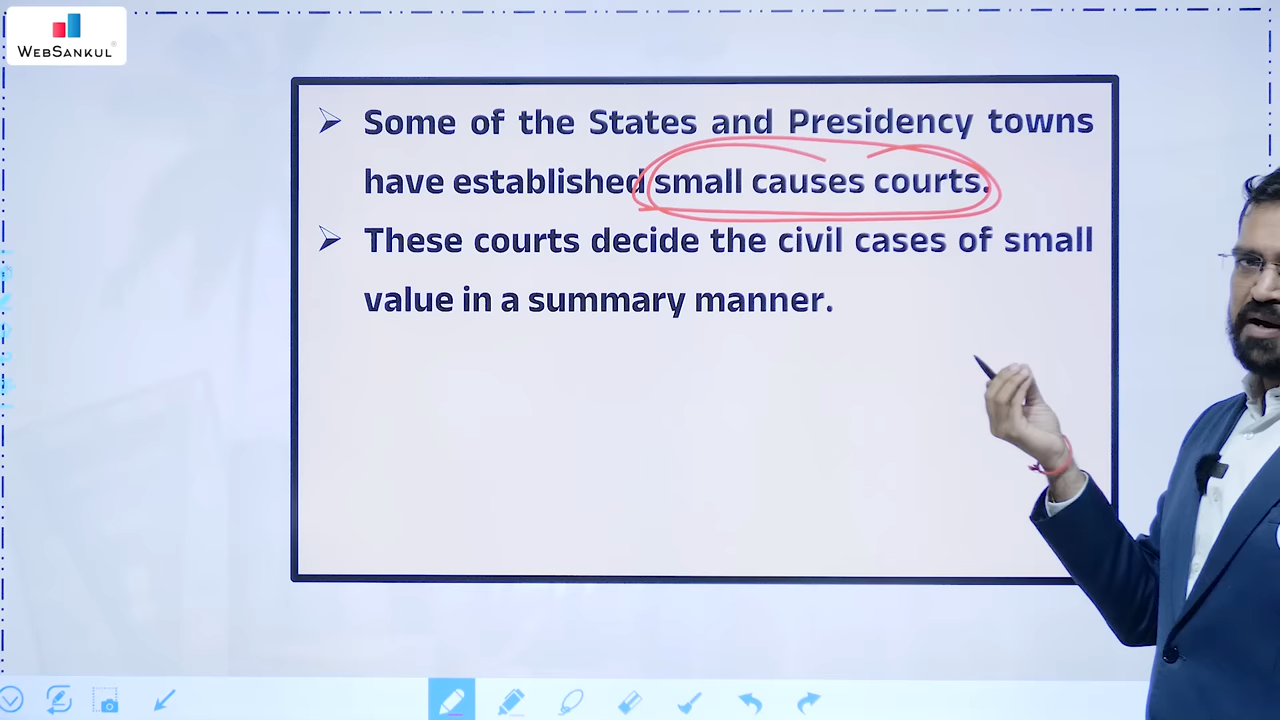 WEBSANKUL
Some of the States and Presidency towns
have established small causes courts.
These courts decide the civil cases of small
value in a summary manner.